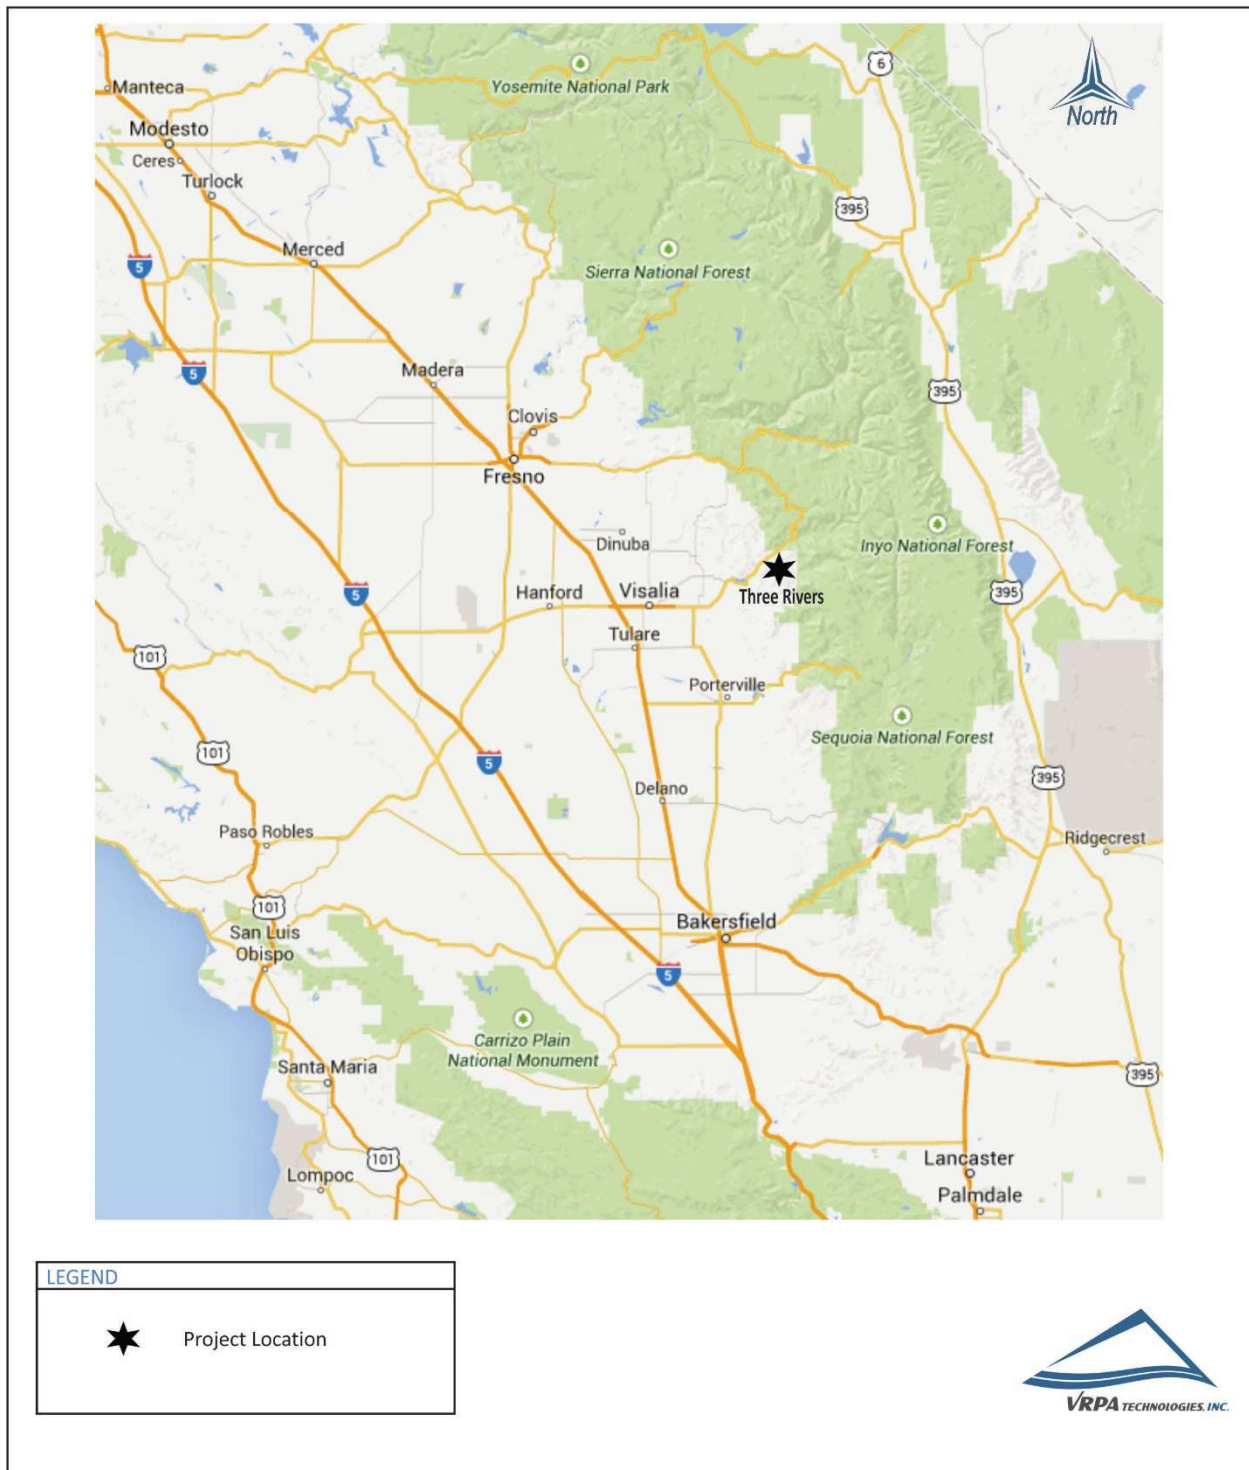 Manteca
Modesto
Ceres
Turlock
Merced
Madera
Clovis
Fresno
Yosemite National Park
6
North
395
Sierra National Forest
5
5
395
Dinuba
Inyo National Forest
Hanford
Visalia
Three Rivers
5
395
101
Tulare
Porterville
Sequoia National Forest
101
5
395
Delano
Paso Robles
Ridgecrest
101
San Luis
Obispo
Bakersfield
5
Carrizo Plain
National Monument
Santa Maria
395
101
Lompoc
Lancaster
Palmdale
LEGEND
Project Location
VRPA TECHNOLOGIES, INC.